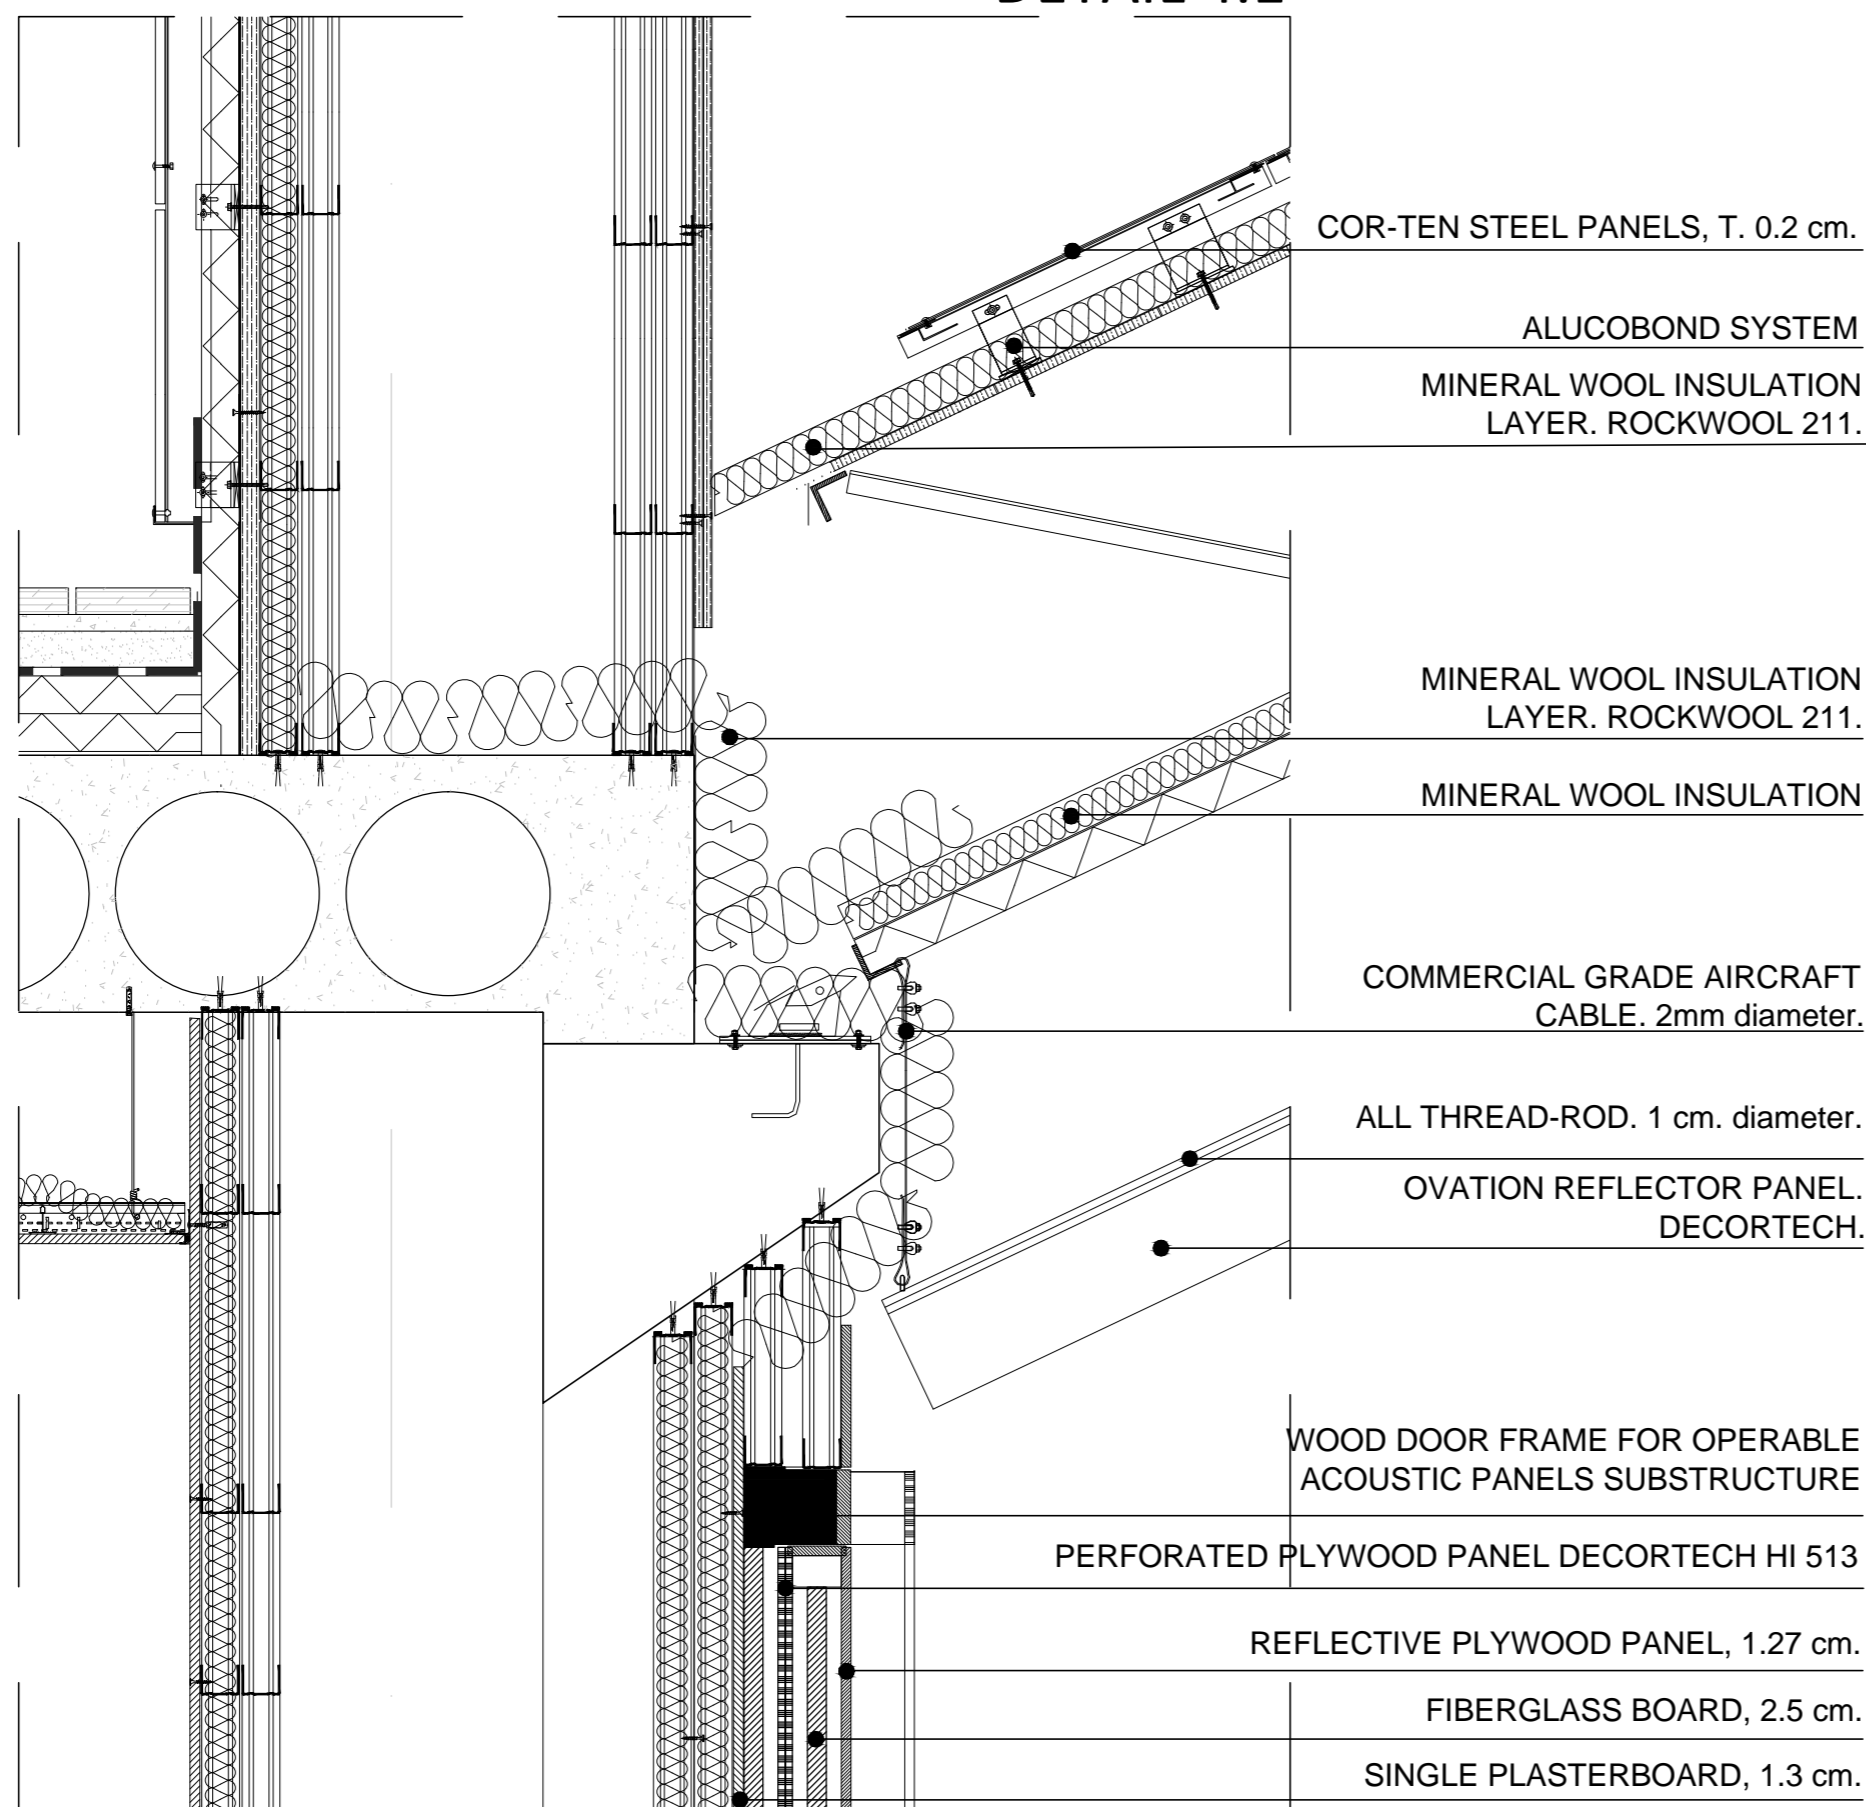 COR-TEN STEEL PANELS, T. 0.2 cm.
ALUCOBOND SYSTEM
MINERAL WOOL INSULATION
LAYER. ROCKWOOL 211.
MINERAL WOOL INSULATION
LAYER. ROCKWOOL 211.
MINERAL WOOL INSULATION
COMMERCIAL GRADE AIRCRAFT
CABLE. 2mm diameter.
ALL THREAD-ROD. 1 cm. diameter.
OVATION REFLECTOR PANEL.
DECORTECH.
WOOD DOOR FRAME FOR OPERABLE
ACOUSTIC PANELS SUBSTRUCTURE
PERFORATED PLYWOOD PANEL DECORTECH HI 513
REFLECTIVE PLYWOOD PANEL, 1.27 cm.
FIBERGLASS BOARD, 2.5 cm.
SINGLE PLASTERBOARD, 1.3 cm.